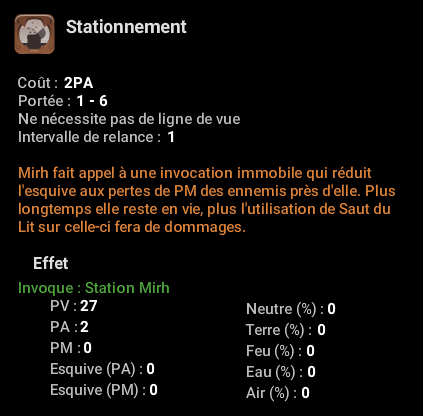 Stationnement
Coût : 2PA
Portée : 1 - 6
Ne nécessite pas de ligne de vue
Intervalle de relance : 1
Mirh fait appel à une invocation immobile qui réduit
l'esquive aux pertes de PM des ennemis près d'elle. Plus
longtemps elle reste en vie, plus l'utilisation de Saut du
Lit sur celle-ci fera de dommages.
Effet
Invoque : Station Mirh
PV : 27
PA : 2
PM : 0
Esquive (PA) : 0
Esquive (PM) : 0
Neutre (%) : 0
Terre (%) : 0
Feu (%) : 0
Eau (%) : 0
Air (%) : 0